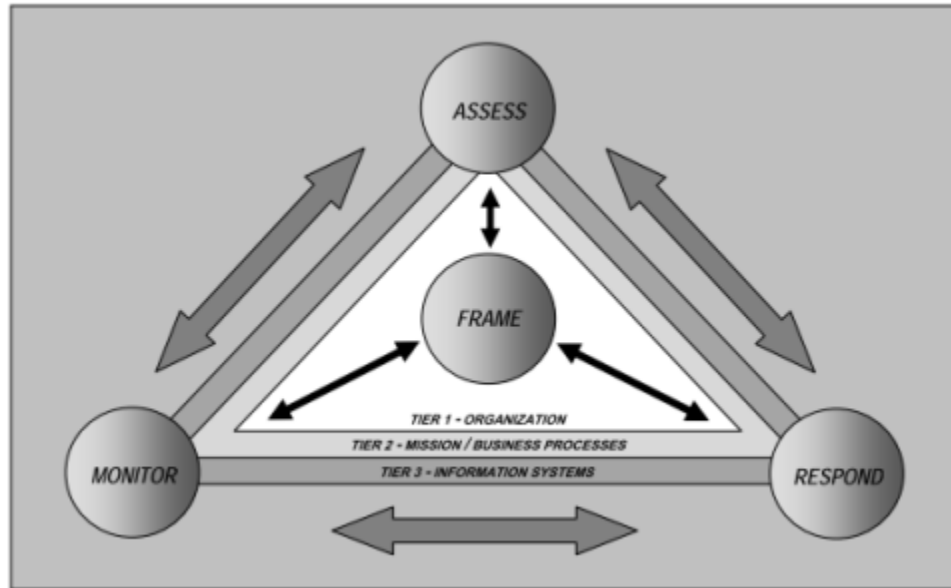 ASSESS
FRAME
TIER 1 - ORGANIZATION
TIER 2 - MISSION / BUSINESS PROCESSES
MONITOR
TIER 3 - INFORMATION SYSTEMS
RESPOND